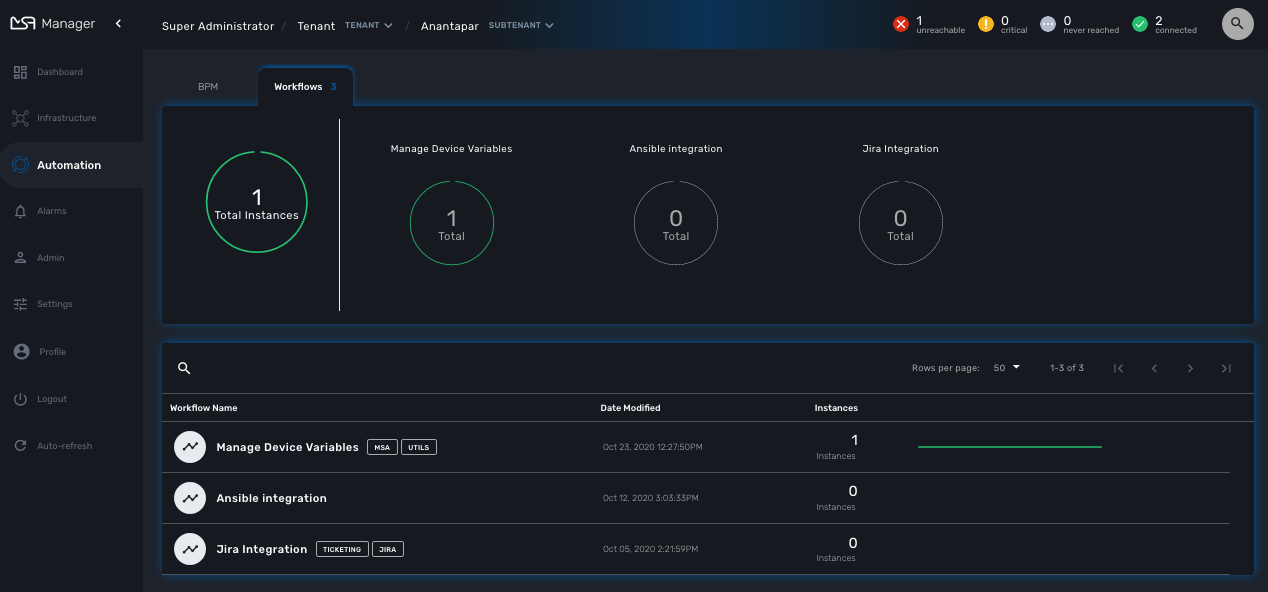 MSA Manager
Super Administrator / Tenant TENANT / Anantapar SUBTENANT
1 unreachable
0 critical
0 never reached
2 connected
Dashboard
Infrastructure
Automation
Alarms
Admin
Settings
Profile
Logout
Auto-refresh
BPM
Workflows 3
1
Total Instances
Manage Device Variables
1
Total
Ansible integration
0
Total
Jira Integration
0
Total
Rows per page: 50 1-3 of 3
Workflow Name Date Modified Instances
Manage Device Variables MSA UTILS Oct 23, 2020 12:27:50PM 1
Instances
Ansible integration Oct 12, 2020 3:03:33PM 0
Instances
Jira Integration TICKETING JIRA Oct 05, 2020 2:21:59PM 0
Instances